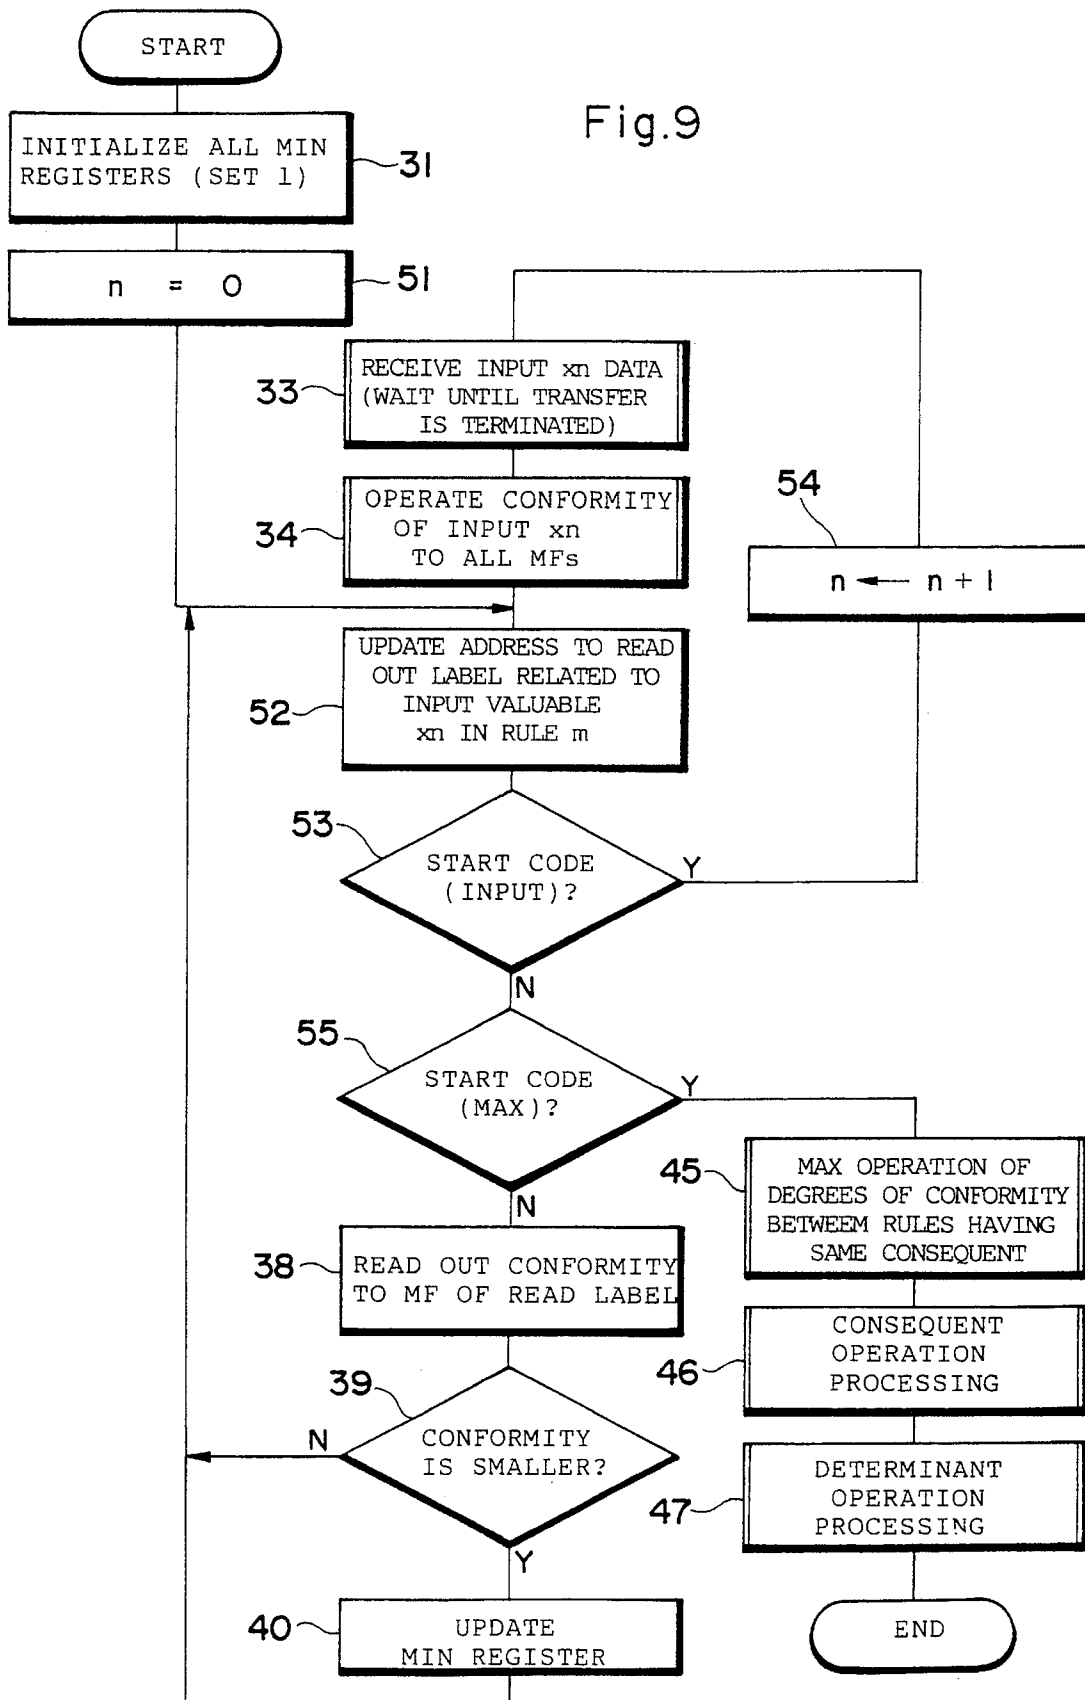 START
Fig.9
INITIALIZE ALL MIN
REGISTERS (SET 1)
31
n = 0
51
RECEIVE INPUT xn DATA
(WAIT UNTIL TRANSFER
IS TERMINATED)
33
OPERATE CONFORMITY
OF INPUT xn
TO ALL MFs
34
54
n ← n + 1
UPDATE ADDRESS TO READ
OUT LABEL RELATED TO
INPUT VALUABLE
xn IN RULE m
52
53
START CODE
(INPUT)?
Y
N
55
START CODE
(MAX)?
Y
N
45
MAX OPERATION OF
DEGREES OF CONFORMITY
BETWEEM RULES HAVING
SAME CONSEQUENT
38
READ OUT CONFORMITY
TO MF OF READ LABEL
CONSEQUENT
OPERATION
PROCESSING
46
39
N
CONFORMITY
IS SMALLER?
Y
DETERMINANT
OPERATION
PROCESSING
47
40
UPDATE
MIN REGISTER
END